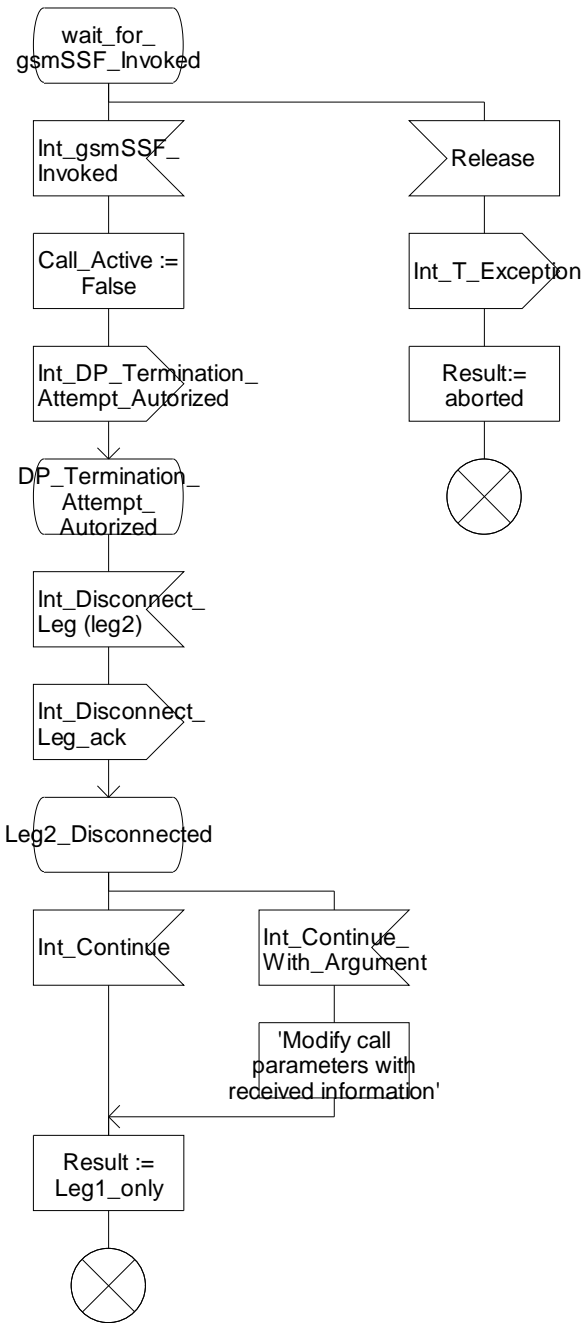 wait_for_
gsmSSF_Invoked
Int_gsmSSF_
Invoked
Release
Call_Active :=
False
Int_T_Exception
Int_DP_Termination_
Attempt_Autorized
Result:=
aborted
DP_Termination_
Attempt_
Autorized
Int_Disconnect_
Leg (leg2)
Int_Disconnect_
Leg_ack
Leg2_Disconnected
Int_Continue
Int_Continue_
With_Argument
'Modify call
parameters with
received information'
Result :=
Leg1_only